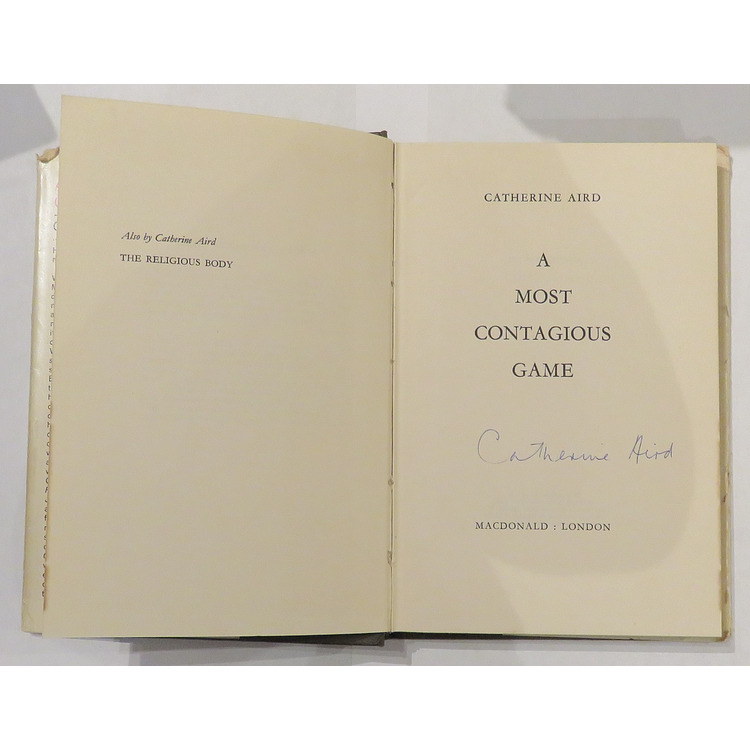 Also by Catherine Aird
THE RELIGIOUS BODY
CATHERINE AIRD
A
MOST
CONTAGIOUS
GAME
Catherine Aird
MACDONALD : LONDON